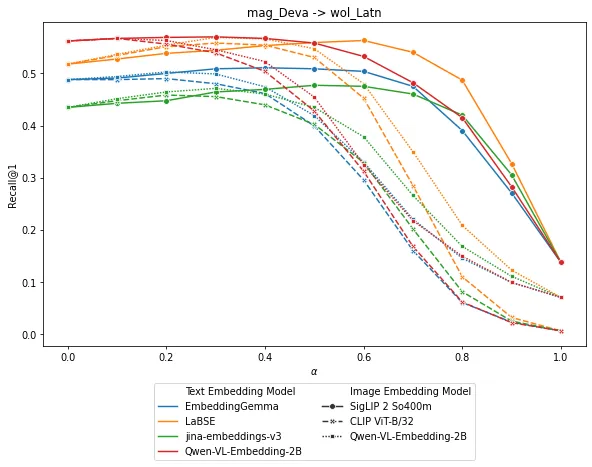 mag_Deva -> wol_Latn
Recall@1
0.5
0.4
0.3
0.2
0.1
0.0
0.0 0.2 0.4 0.6 0.8 1.0
α
Text Embedding Model Image Embedding Model
EmbeddingGemma SigLIP 2 So400m
LaBSE CLIP ViT-B/32
jina-embeddings-v3 Qwen-VL-Embedding-2B
Qwen-VL-Embedding-2B